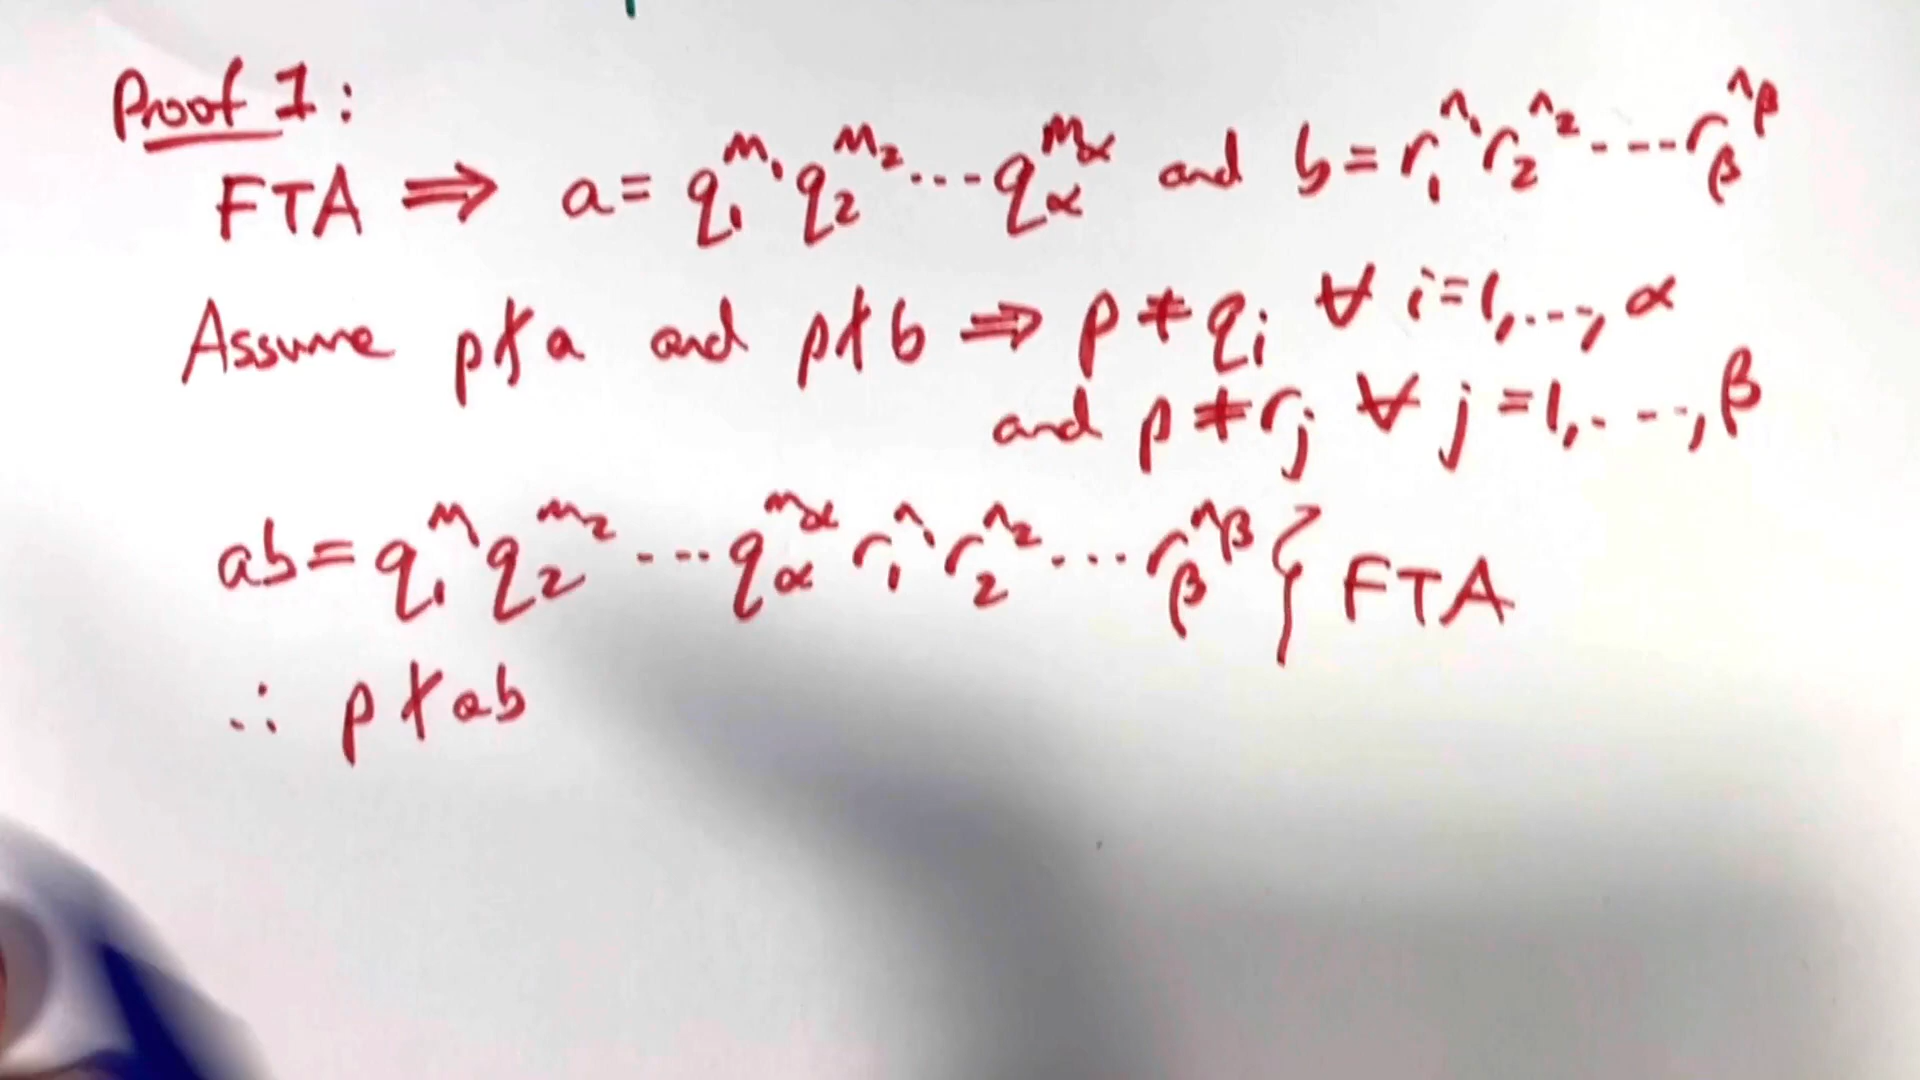 Proof 1:
FTA ⇒ a = q₁^m₁ q₂^m₂ ... q_α^m_α and b = r₁^n₁ r₂^n₂ ... r_β^n_β
Assume p∤a and p∤b ⇒ p ≠ qᵢ ∀ i=1,...,α
and p ≠ rⱼ ∀ j=1,...,β
ab = q₁^m₁ q₂^m₂ ... q_α^m_α r₁^n₁ r₂^n₂ ... r_β^n_β } FTA
∴ p∤ab